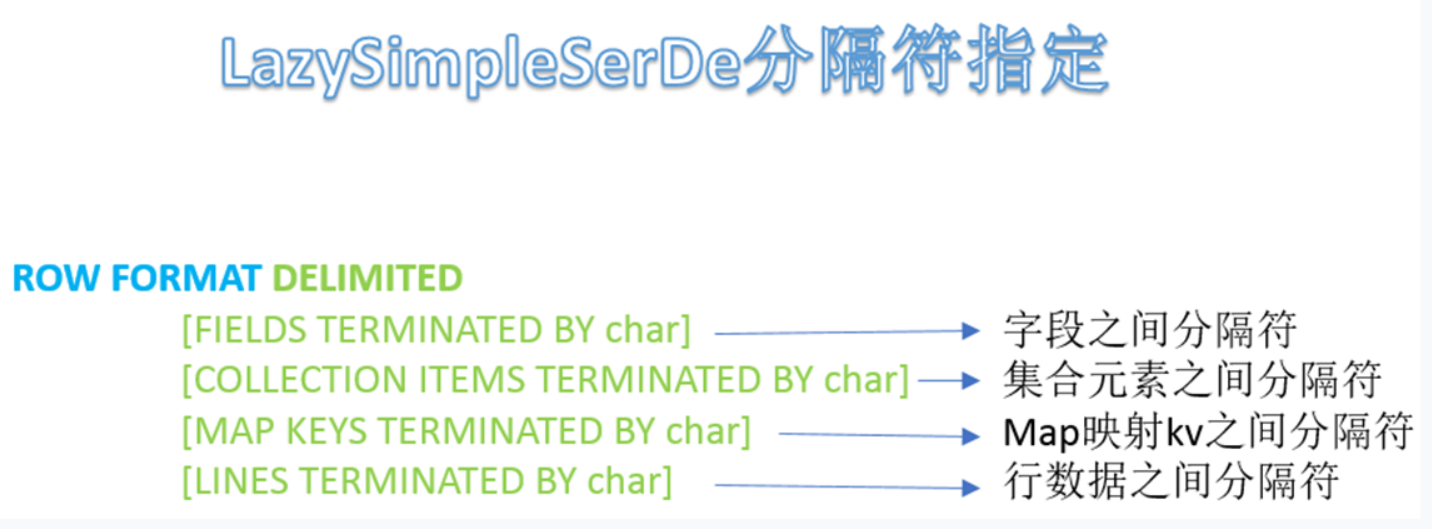 LazySimpleSerDe分隔符指定
ROW FORMAT DELIMITED
[FIELDS TERMINATED BY char] 字段之间分隔符
[COLLECTION ITEMS TERMINATED BY char] 集合元素之间分隔符
[MAP KEYS TERMINATED BY char] Map映射kv之间分隔符
[LINES TERMINATED BY char] 行数据之间分隔符